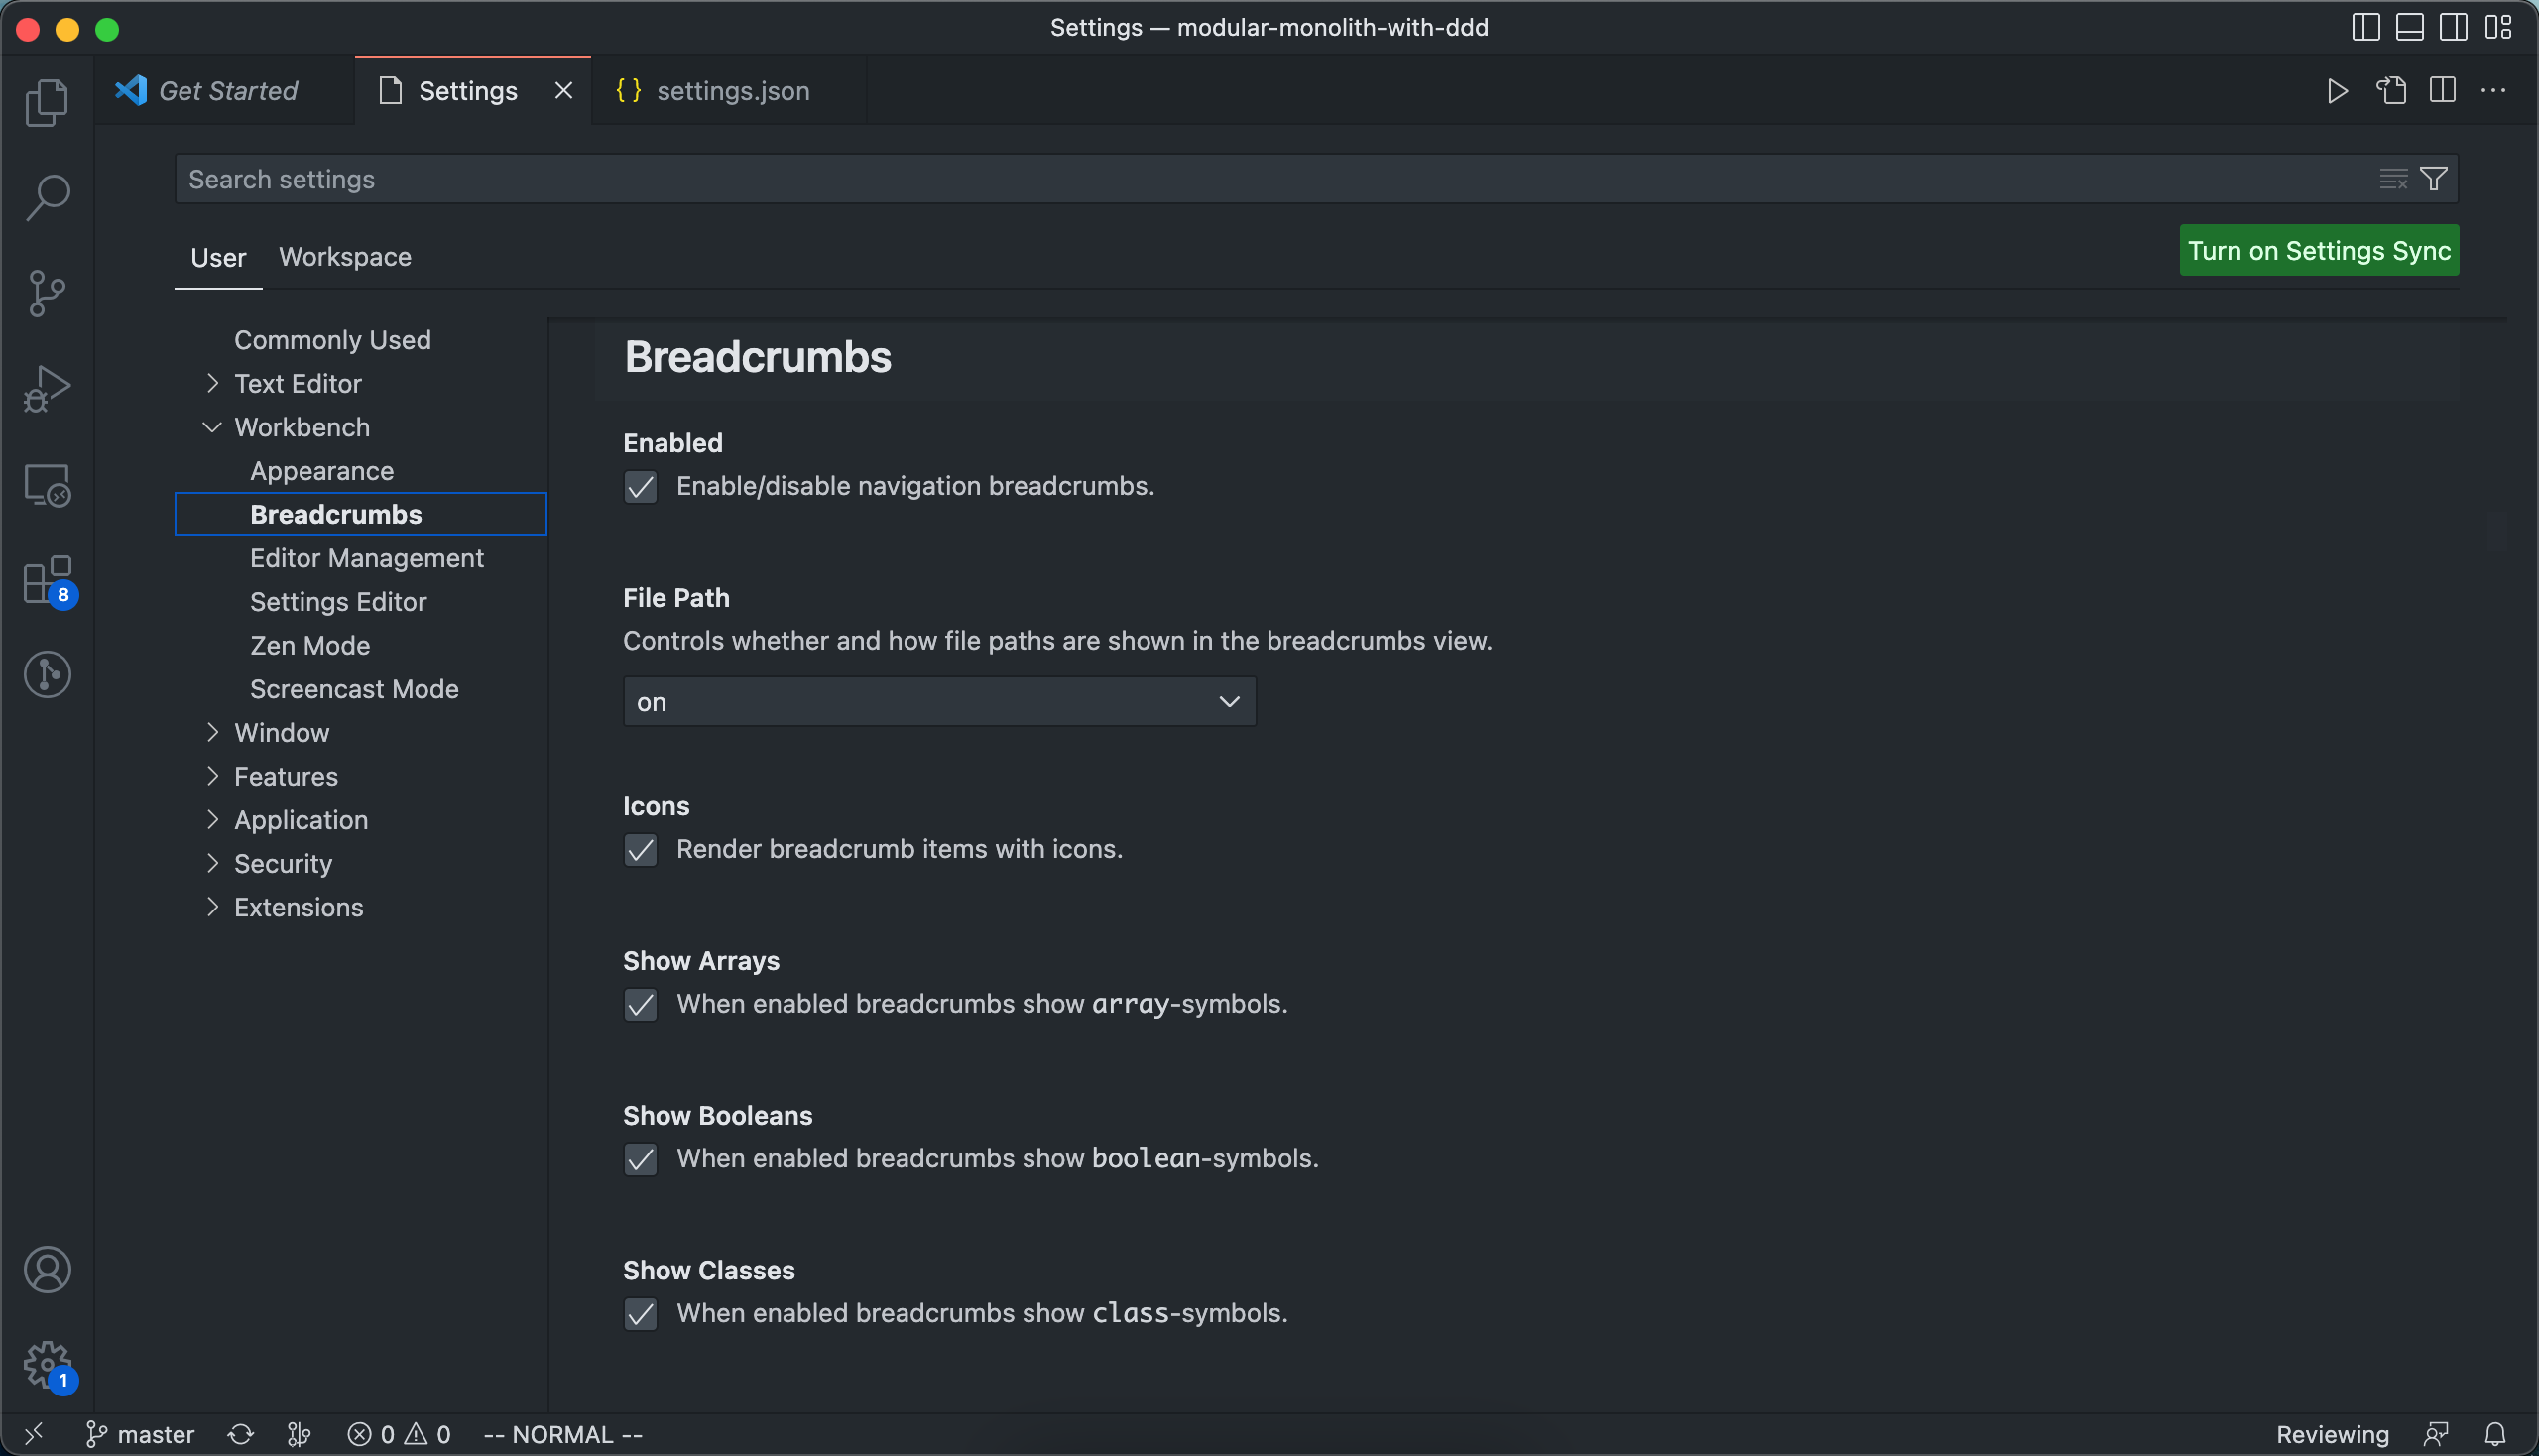 Settings — modular-monolith-with-ddd
Get Started
Settings
{ } settings.json
Search settings
User
Workspace
Turn on Settings Sync
Commonly Used
Text Editor
Workbench
Appearance
Breadcrumbs
Editor Management
Settings Editor
Zen Mode
Screencast Mode
Window
Features
Application
Security
Extensions
Breadcrumbs
Enabled
Enable/disable navigation breadcrumbs.
File Path
Controls whether and how file paths are shown in the breadcrumbs view.
on
Icons
Render breadcrumb items with icons.
Show Arrays
When enabled breadcrumbs show array-symbols.
Show Booleans
When enabled breadcrumbs show boolean-symbols.
Show Classes
When enabled breadcrumbs show class-symbols.
8
1
master
0
0
-- NORMAL --
Reviewing